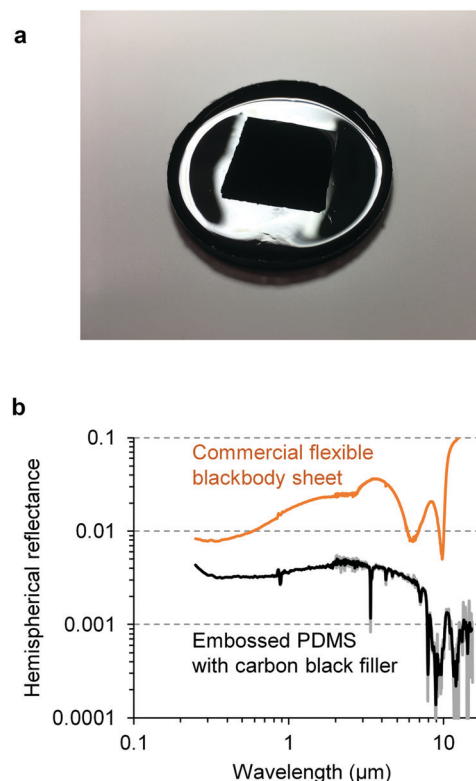 a
b
0.1
Commercial flexible
blackbody sheet
0.01
0.001
Embossed PDMS
with carbon black filler
0.0001
0.1
1
10
Wavelength (µm)
Hemispherical reflectance